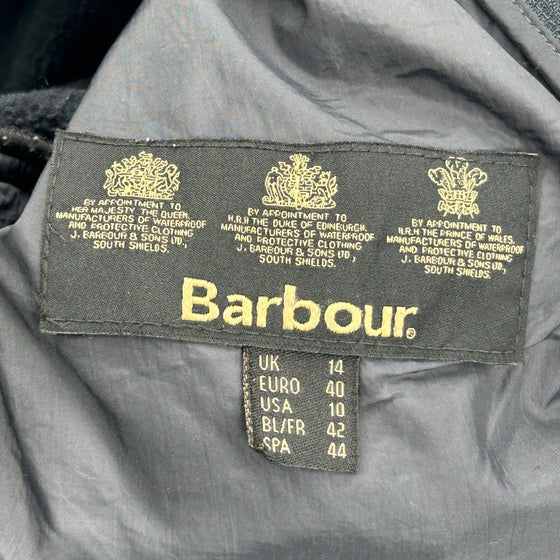 BY APPOINTMENT TO
HER MAJESTY THE QUEEN.
MANUFACTURERS OF WATERPROOF
AND PROTECTIVE CLOTHING
J. BARBOUR & SONS LTD.,
SOUTH SHIELDS.
BY APPOINTMENT TO
H.R.H THE DUKE OF EDINBURGH.
MANUFACTURERS OF WATERPROOF
AND PROTECTIVE CLOTHING
J. BARBOUR & SONS LTD.,
SOUTH SHIELDS.
BY APPOINTMENT TO
H.R.H THE PRINCE OF WALES.
MANUFACTURERS OF WATERPROOF
AND PROTECTIVE CLOTHING
J. BARBOUR & SONS LTD.,
SOUTH SHIELDS.
Barbour®
UK 14
EURO 40
USA 10
BL/FR 42
SPA 44